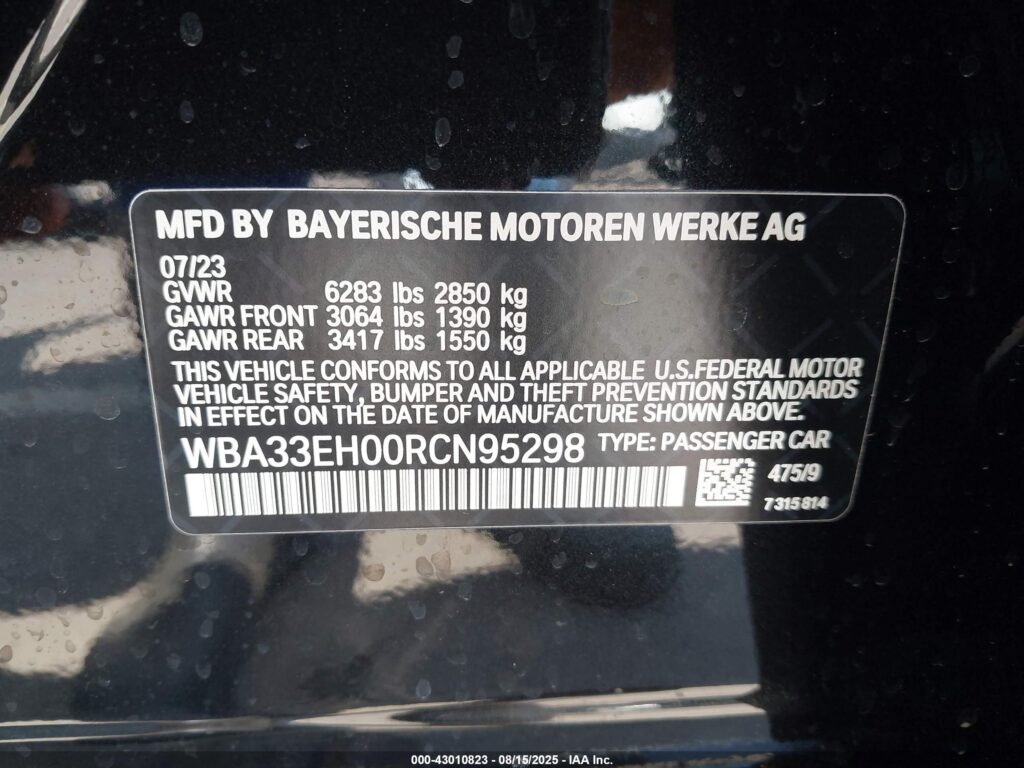 MFD BY BAYERISCHE MOTOREN WERKE AG
07/23
GVWR 6283 lbs 2850 kg
GAWR FRONT 3064 lbs 1390 kg
GAWR REAR 3417 lbs 1550 kg
THIS VEHICLE CONFORMS TO ALL APPLICABLE U.S.FEDERAL MOTOR
VEHICLE SAFETY, BUMPER AND THEFT PREVENTION STANDARDS
IN EFFECT ON THE DATE OF MANUFACTURE SHOWN ABOVE.
WBA33EH00RCN95298 TYPE: PASSENGER CAR
475/9
7 315 814
000-43010823 - 08/15/2025 - IAA Inc.